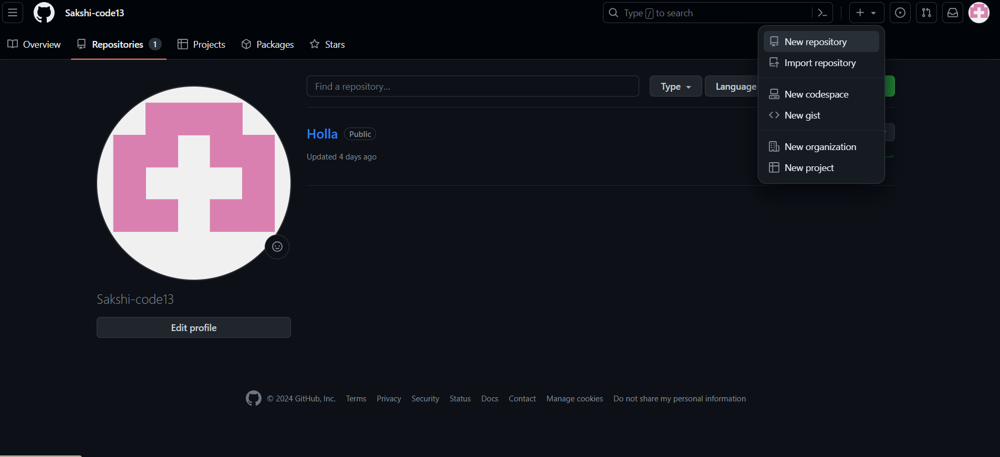 Sakshi-code13
Type / to search
Overview
Repositories 1
Projects
Packages
Stars
New repository
Import repository
New codespace
New gist
New organization
New project
Find a repository...
Type
Language
Holla Public
Updated 4 days ago
Sakshi-code13
Edit profile
© 2024 GitHub, Inc. Terms Privacy Security Status Docs Contact Manage cookies Do not share my personal information